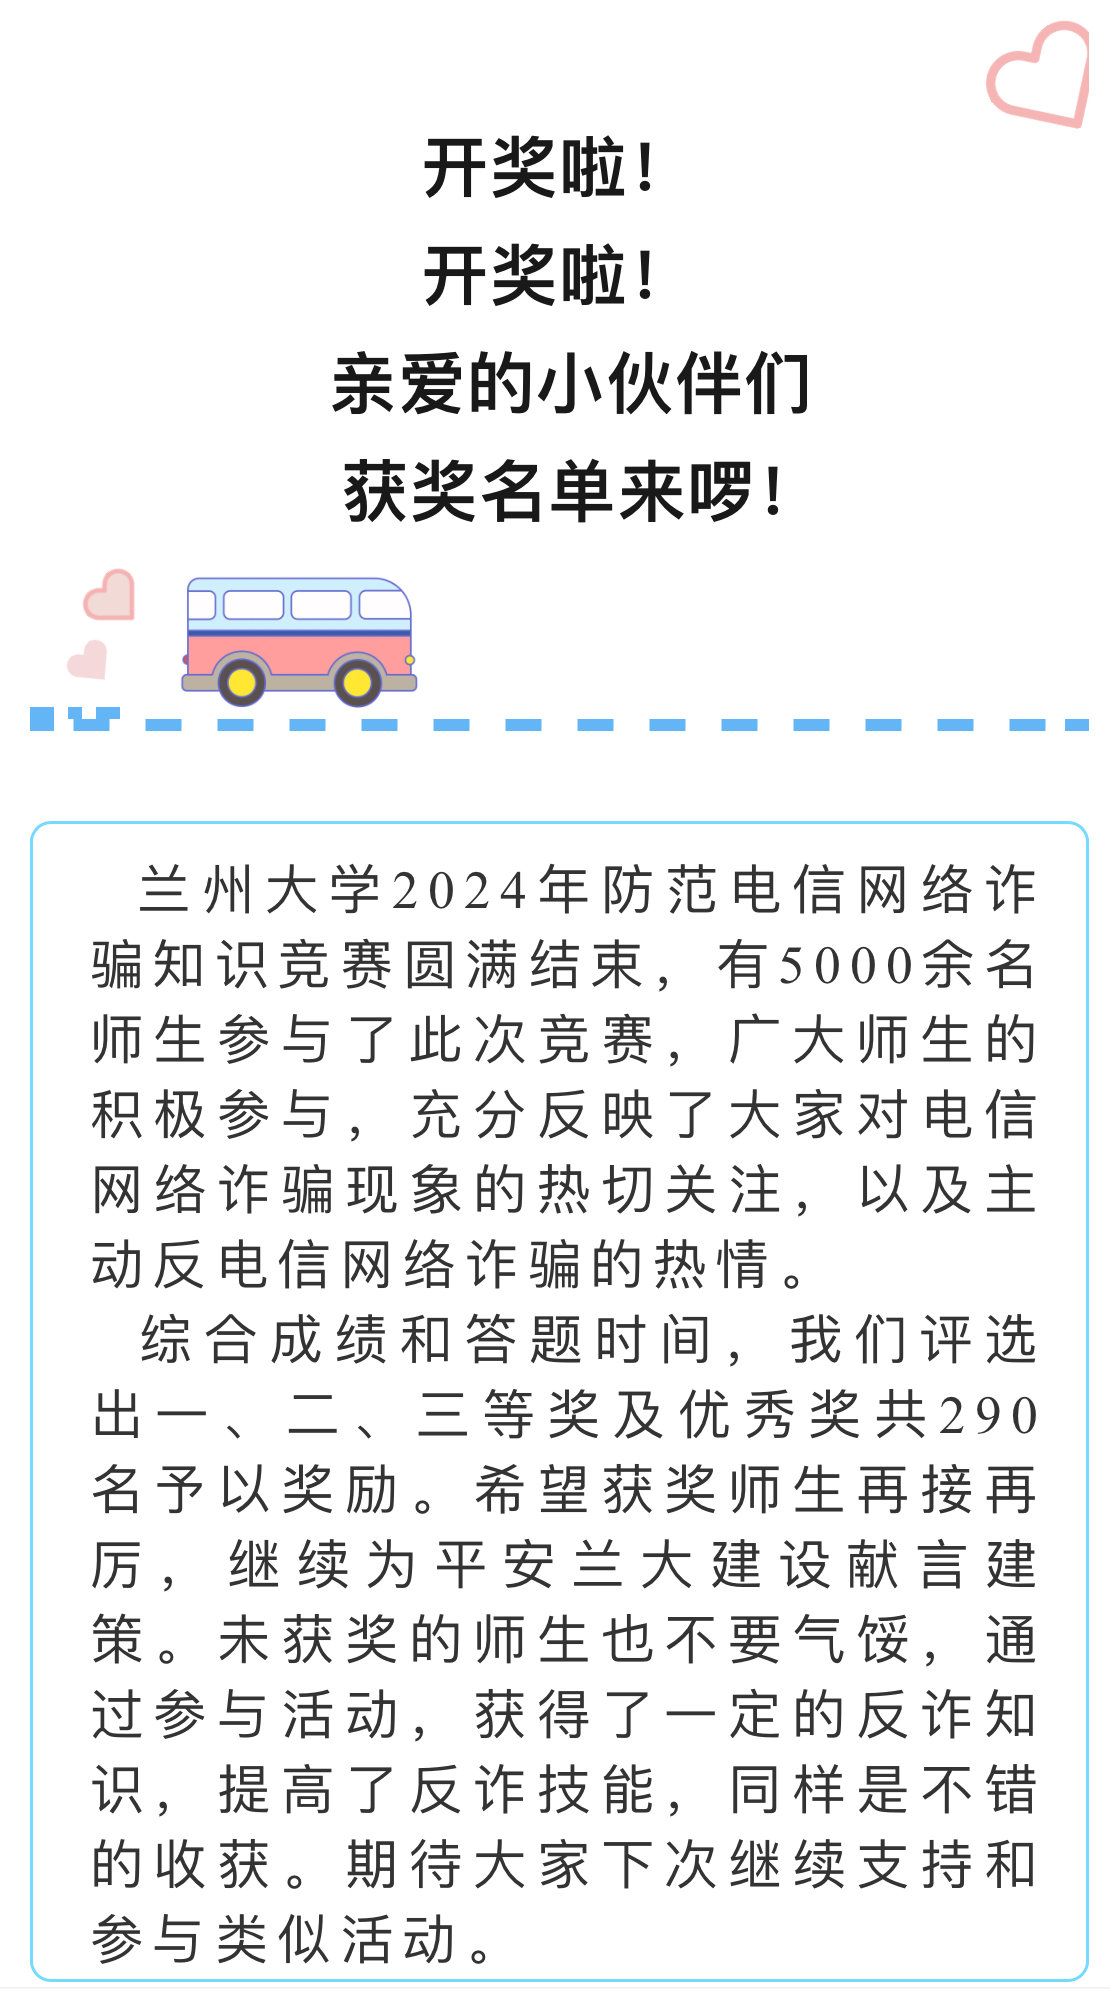 开奖啦！
开奖啦！
亲爱的小伙伴们
获奖名单来啰！
兰州大学2024年防范电信网络诈
骗知识竞赛圆满结束，有5000余名
师生参与了此次竞赛，广大师生的
积极参与，充分反映了大家对电信
网络诈骗现象的热切关注，以及主
动反电信网络诈骗的热情。
综合成绩和答题时间，我们评选
出一、二、三等奖及优秀奖共290
名予以奖励。希望获奖师生再接再
厉，继续为平安兰大建设献言建
策。未获奖的师生也不要气馁，通
过参与活动，获得了一定的反诈知
识，提高了反诈技能，同样是不错
的收获。期待大家下次继续支持和
参与类似活动。